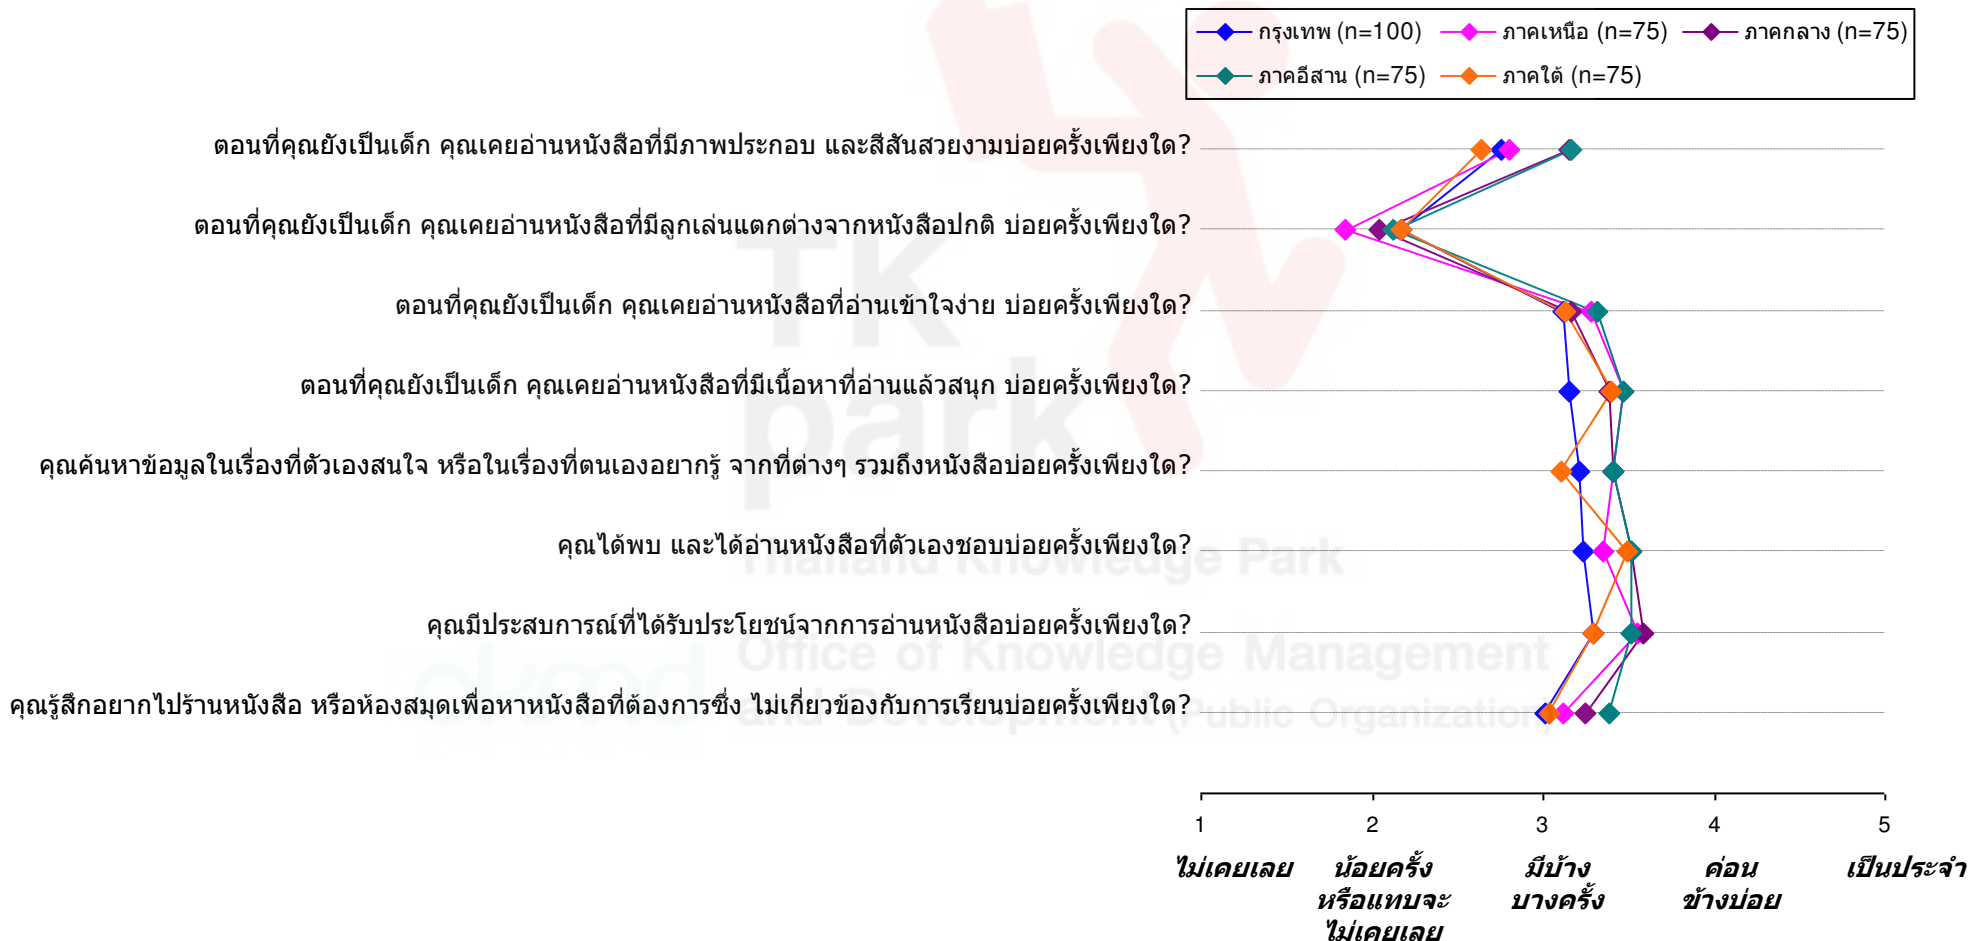 กรุงเทพ (n=100) ภาคเหนือ (n=75) ภาคกลาง (n=75)
ภาคอีสาน (n=75) ภาคใต้ (n=75)
ตอนที่คุณยังเป็นเด็ก คุณเคยอ่านหนังสือที่มีภาพประกอบ และสีสันสวยงามบ่อยครั้งเพียงใด?
ตอนที่คุณยังเป็นเด็ก คุณเคยอ่านหนังสือที่มีลูกเล่นแตกต่างจากหนังสือปกติ บ่อยครั้งเพียงใด?
ตอนที่คุณยังเป็นเด็ก คุณเคยอ่านหนังสือที่อ่านเข้าใจง่าย บ่อยครั้งเพียงใด?
ตอนที่คุณยังเป็นเด็ก คุณเคยอ่านหนังสือที่มีเนื้อหาที่อ่านแล้วสนุก บ่อยครั้งเพียงใด?
คุณค้นหาข้อมูลในเรื่องที่ตัวเองสนใจ หรือในเรื่องที่ตนเองอยากรู้ จากที่ต่างๆ รวมถึงหนังสือบ่อยครั้งเพียงใด?
คุณได้พบ และได้อ่านหนังสือที่ตัวเองชอบบ่อยครั้งเพียงใด?
คุณมีประสบการณ์ที่ได้รับประโยชน์จากการอ่านหนังสือบ่อยครั้งเพียงใด?
คุณรู้สึกอยากไปร้านหนังสือ หรือห้องสมุดเพื่อหาหนังสือที่ต้องการซึ่ง ไม่เกี่ยวข้องกับการเรียนบ่อยครั้งเพียงใด?
TK
park
Thailand Knowledge Park
okmd
Office of Knowledge Management
and Development (Public Organization)
1 2 3 4 5
ไม่เคยเลย น้อยครั้ง มีบ้าง ค่อน เป็นประจำ
หรือแทบจะ บางครั้ง ข้างบ่อย
ไม่เคยเลย